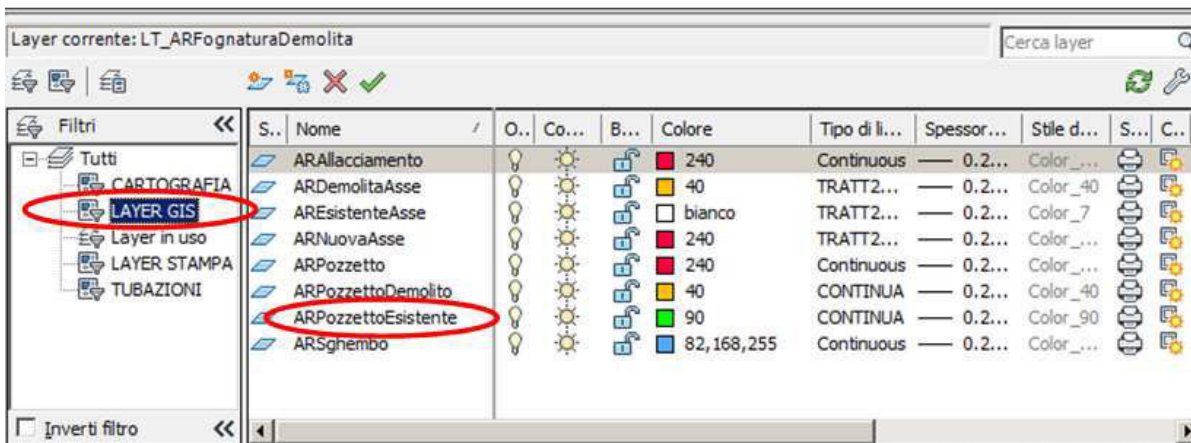 Layer corrente: LT_ARFognaturaDemolita
Cerca layer
Filtri
Tutti
CARTOGRAFIA
LAYER GIS
Layer in uso
LAYER STAMPA
TUBAZIONI
Inverti filtro
S.. Nome O.. Co... B... Colore Tipo di li... Spessor... Stile d... S... C..
ARAllacciamento 240 Continuous 0.2... Color_...
ARDemolitaAsse 40 TRATT2... 0.2... Color_40
AREsistenteAsse bianco TRATT2... 0.2... Color_7
ARNuovaAsse 240 TRATT2... 0.2... Color_...
ARPozzetto 240 Continuous 0.2... Color_...
ARPozzettoDemolito 40 CONTINUA 0.2... Color_40
ARPozzettoEsistente 90 CONTINUA 0.2... Color_90
ARSghembo 82,168,255 Continuous 0.2... Color_...